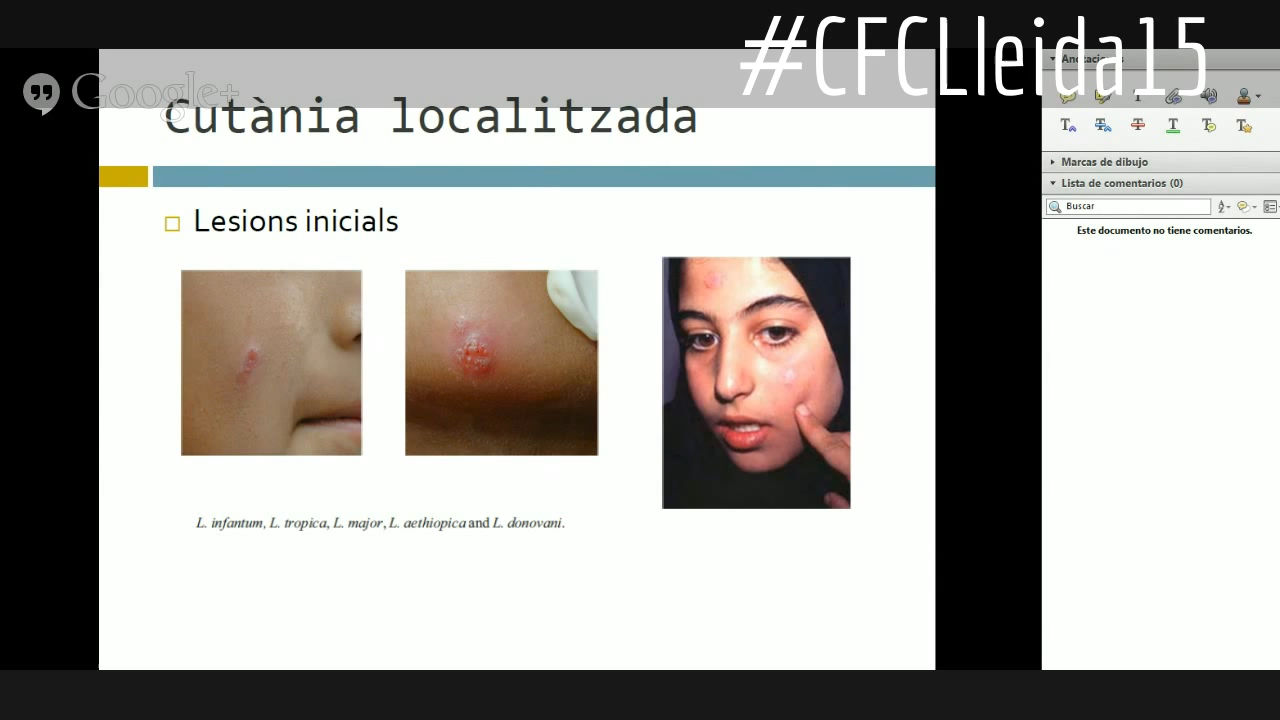 #CFCLleida15
Google+
Cutània localitzada
Lesions inicials
L. infantum, L. tropica, L. major, L. aethiopica and L. donovani.
Anotaciones
Marcas de dibujo
Lista de comentarios (0)
Buscar
Este documento no tiene comentarios.